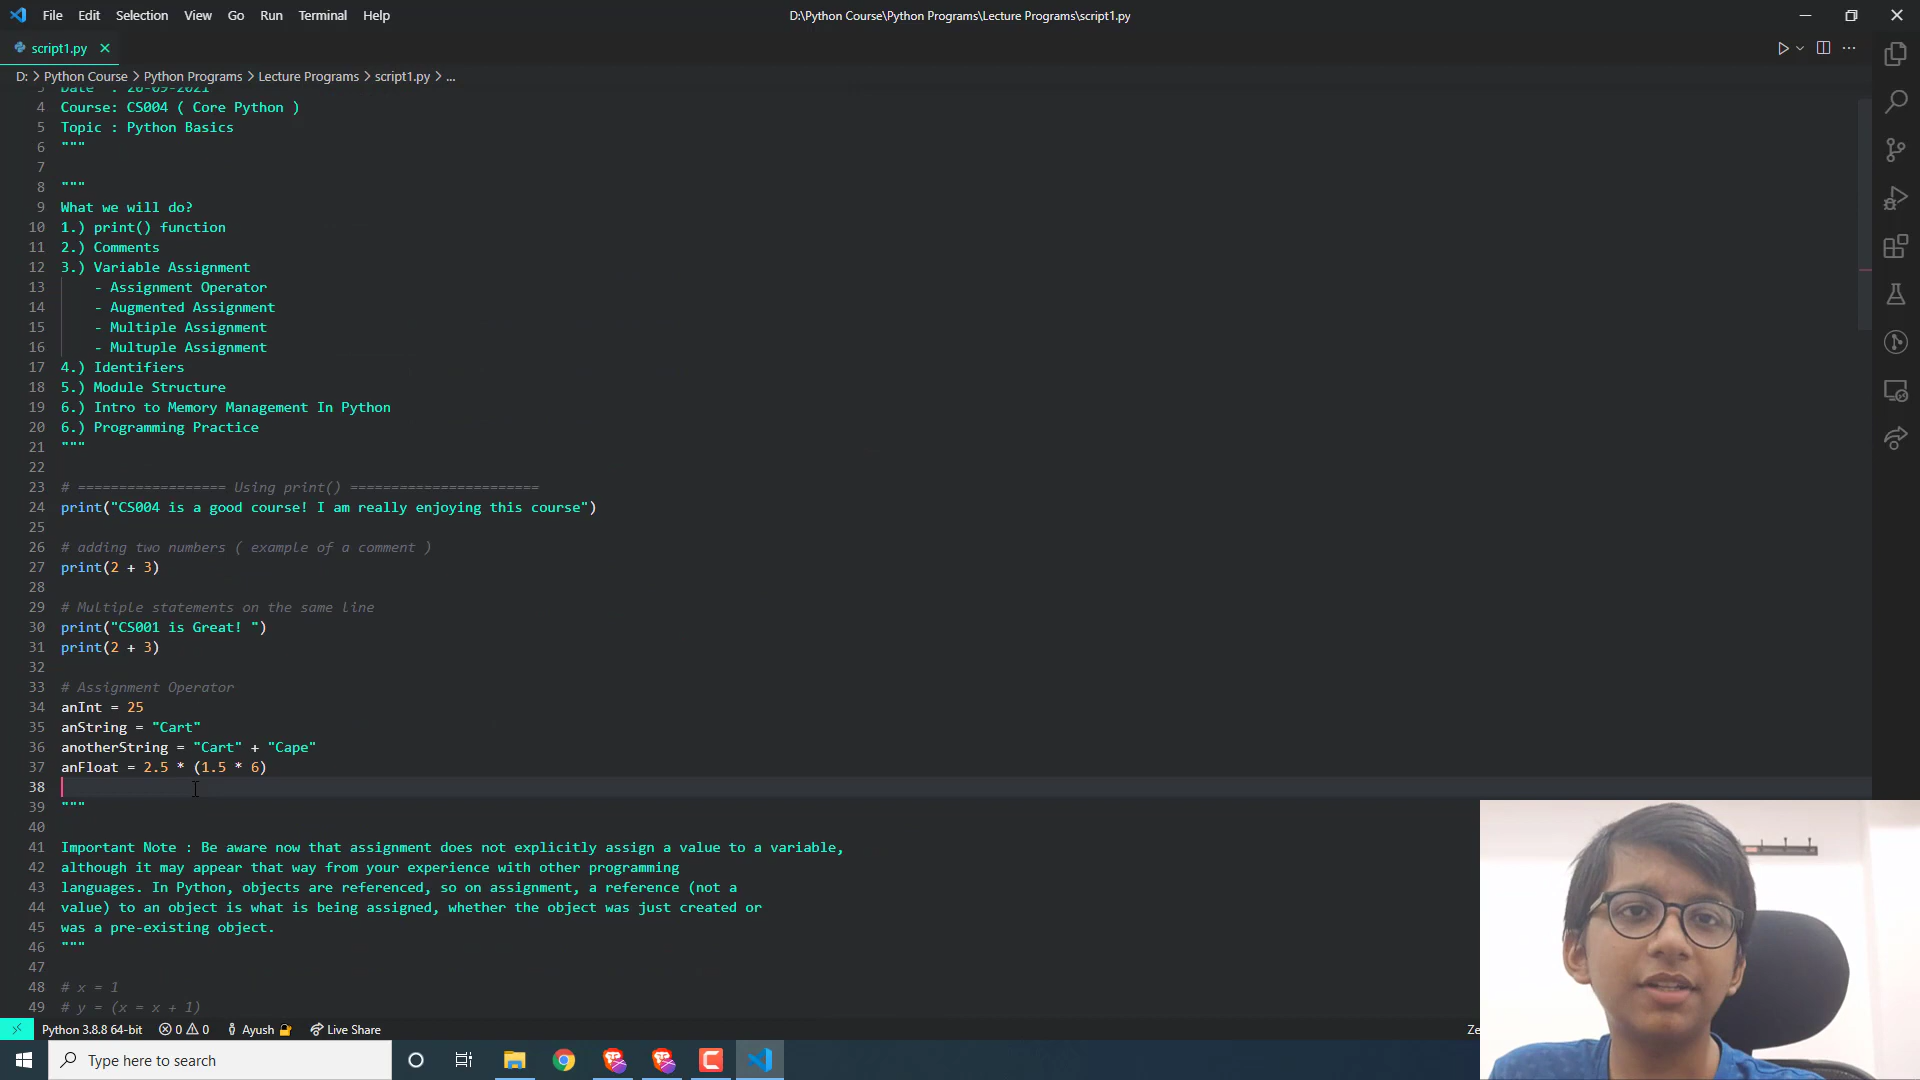 File Edit Selection View Go Run Terminal Help
D:\Python Course\Python Programs\Lecture Programs\script1.py
script1.py
D: > Python Course > Python Programs > Lecture Programs > script1.py > ...
3 Date : 20-09-2021
4 Course: CS004 ( Core Python )
5 Topic : Python Basics
6 """
7
8 """
9 What we will do?
10 1.) print() function
11 2.) Comments
12 3.) Variable Assignment
13 - Assignment Operator
14 - Augmented Assignment
15 - Multiple Assignment
16 - Multuple Assignment
17 4.) Identifiers
18 5.) Module Structure
19 6.) Intro to Memory Management In Python
20 6.) Programming Practice
21 """
22
23 # ================== Using print() =======================
24 print("CS004 is a good course! I am really enjoying this course")
25
26 # adding two numbers ( example of a comment )
27 print(2 + 3)
28
29 # Multiple statements on the same line
30 print("CS001 is Great! ")
31 print(2 + 3)
32
33 # Assignment Operator
34 anInt = 25
35 anString = "Cart"
36 anotherString = "Cart" + "Cape"
37 anFloat = 2.5 * (1.5 * 6)
38
39 """
40
41 Important Note : Be aware now that assignment does not explicitly assign a value to a variable,
42 although it may appear that way from your experience with other programming
43 languages. In Python, objects are referenced, so on assignment, a reference (not a
44 value) to an object is what is being assigned, whether the object was just created or
45 was a pre-existing object.
46 """
47
48 # x = 1
49 # y = (x = x + 1)
Python 3.8.8 64-bit 0 0 Ayush Live Share
Ze
Type here to search